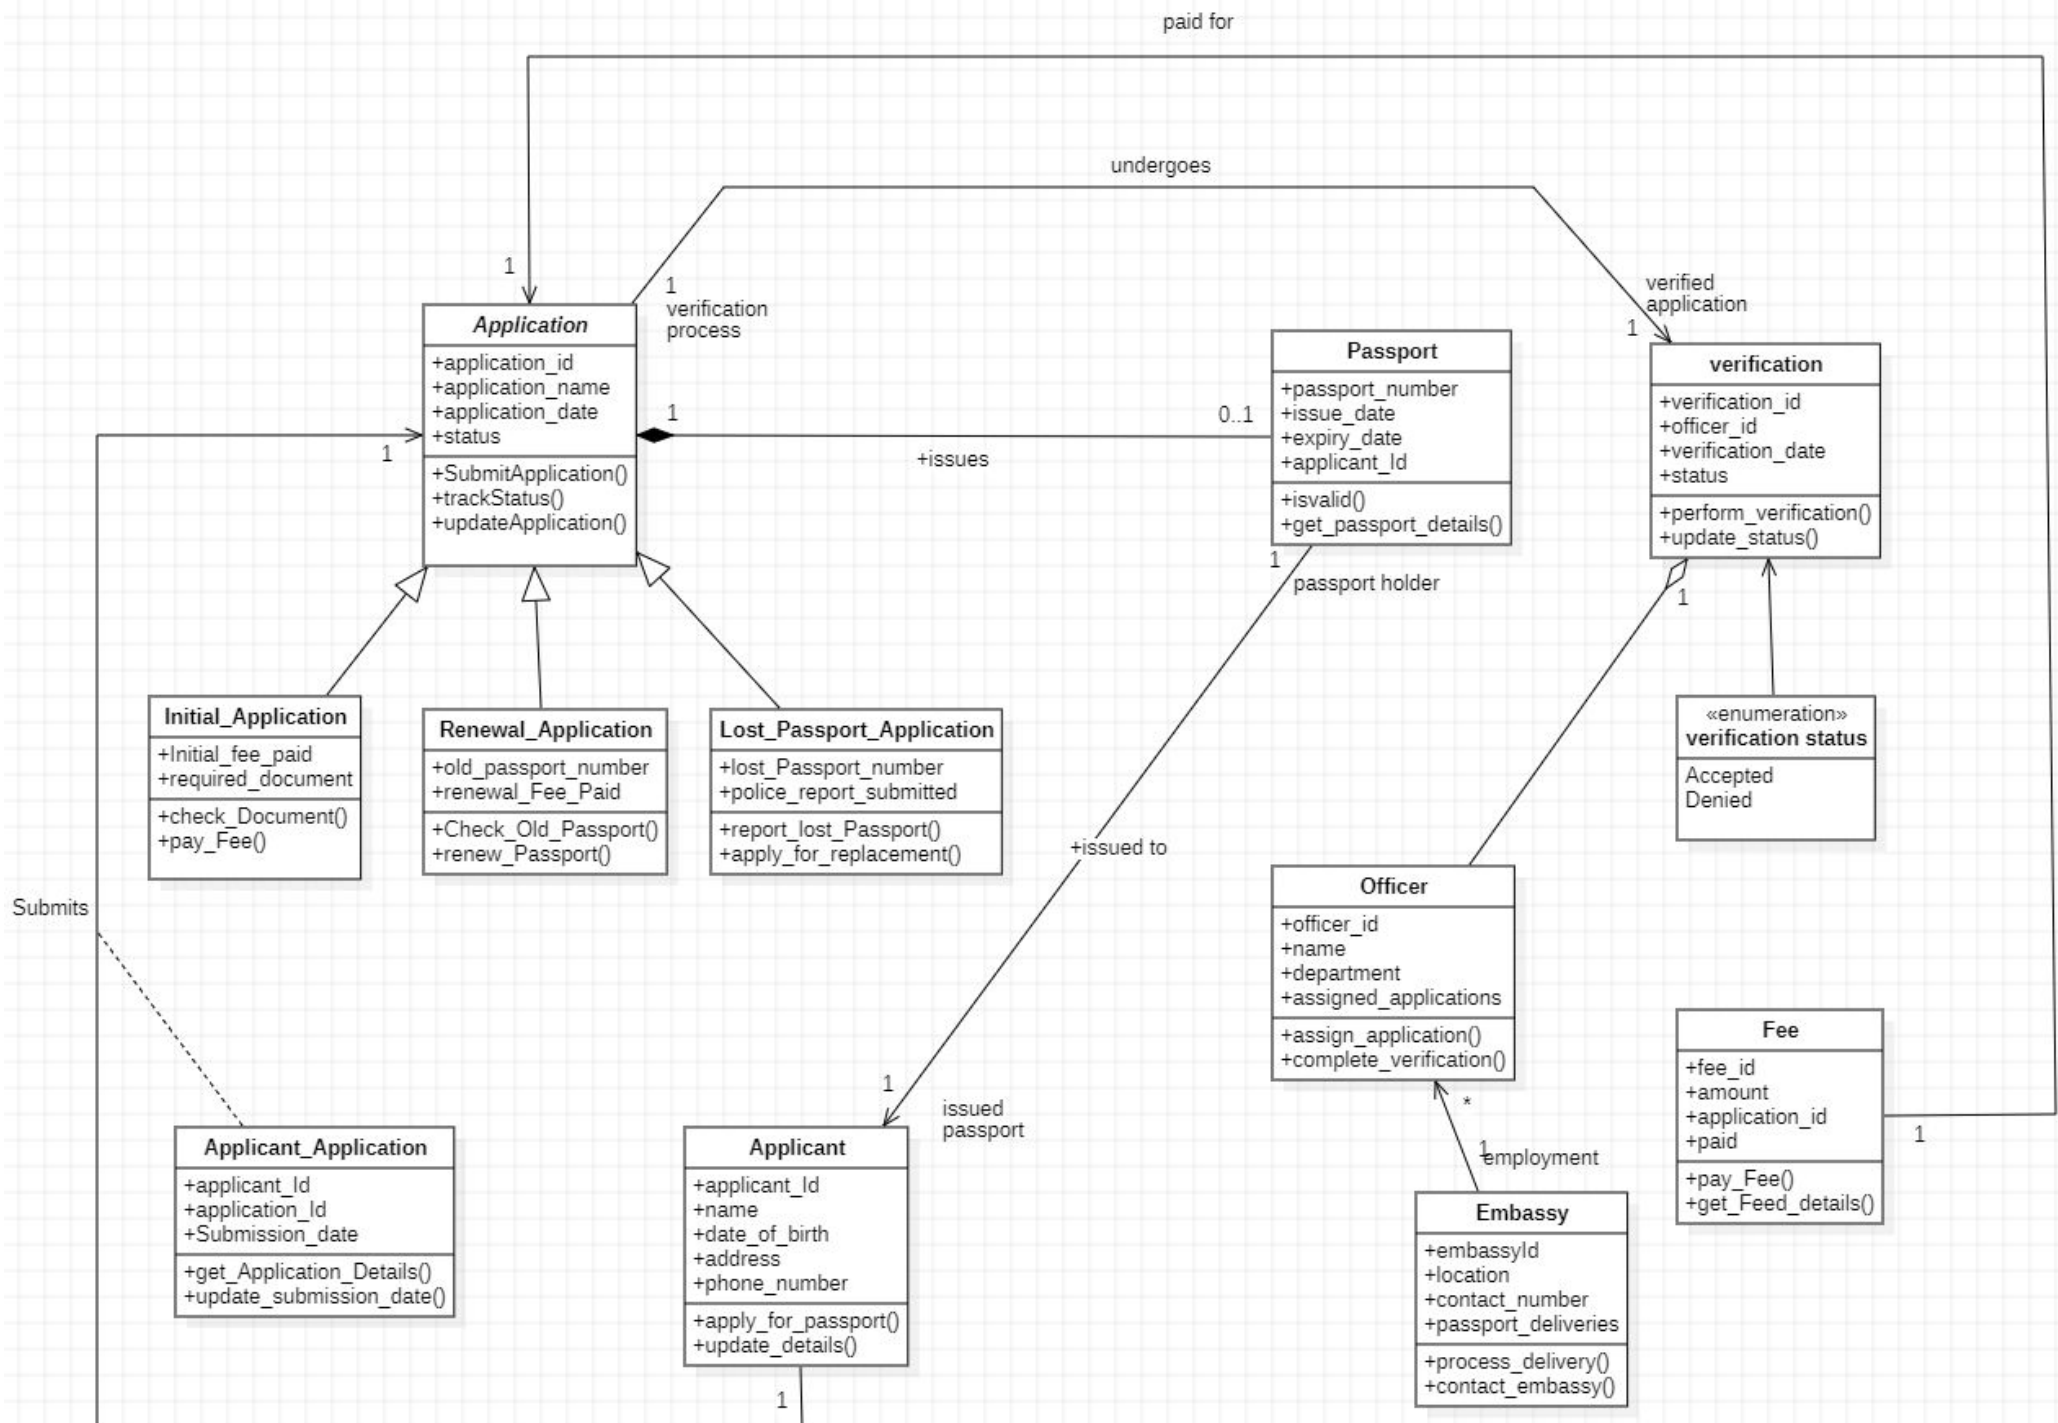 paid for
undergoes
1
1
verification
process
verified
application
1
Application
+application_id
+application_name
+application_date
+status
+SubmitApplication()
+trackStatus()
+updateApplication()
1
1
0..1
+issues
Passport
+passport_number
+issue_date
+expiry_date
+applicant_Id
+isvalid()
+get_passport_details()
verification
+verification_id
+officer_id
+verification_date
+status
+perform_verification()
+update_status()
1
passport holder
1
Initial_Application
+Initial_fee_paid
+required_document
+check_Document()
+pay_Fee()
Renewal_Application
+old_passport_number
+renewal_Fee_Paid
+Check_Old_Passport()
+renew_Passport()
Lost_Passport_Application
+lost_Passport_number
+police_report_submitted
+report_lost_Passport()
+apply_for_replacement()
«enumeration»
verification status
Accepted
Denied
+issued to
Submits
Officer
+officer_id
+name
+department
+assigned_applications
+assign_application()
+complete_verification()
Fee
+fee_id
+amount
+application_id
+paid
+pay_Fee()
+get_Feed_details()
1
1
issued
passport
*
1
employment
Applicant_Application
+applicant_Id
+application_Id
+Submission_date
+get_Application_Details()
+update_submission_date()
Applicant
+applicant_Id
+name
+date_of_birth
+address
+phone_number
+apply_for_passport()
+update_details()
1
Embassy
+embassyId
+location
+contact_number
+passport_deliveries
+process_delivery()
+contact_embassy()